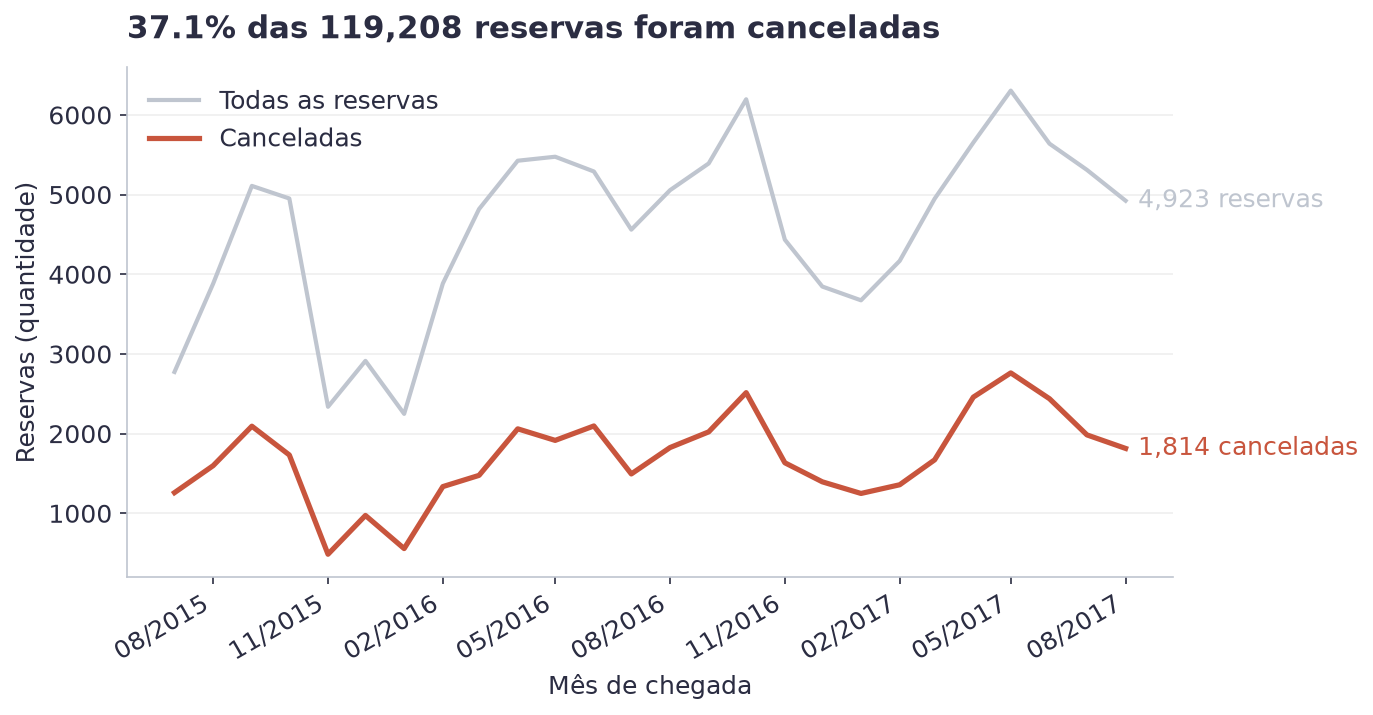 37.1% das 119,208 reservas foram canceladas
Todas as reservas
Canceladas
Reservas (quantidade)
6000
5000
4000
3000
2000
1000
4,923 reservas
1,814 canceladas
08/2015
11/2015
02/2016
05/2016
08/2016
11/2016
02/2017
05/2017
08/2017
Mês de chegada